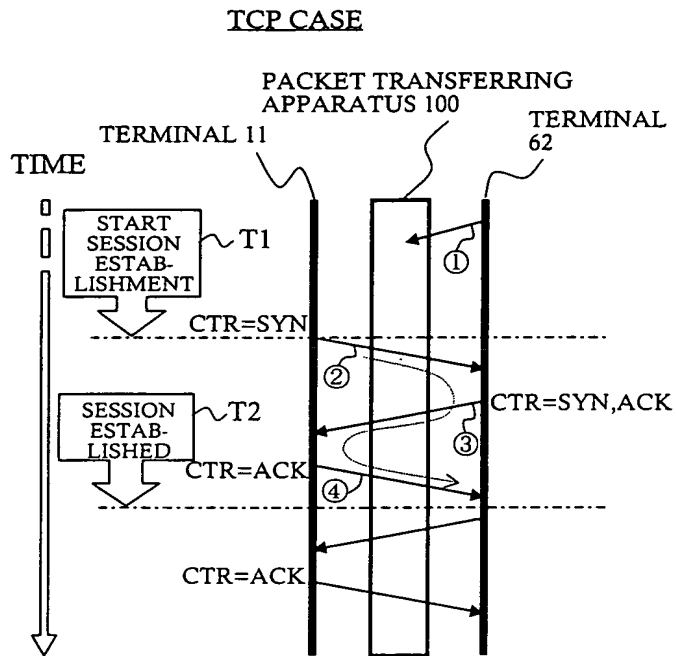 TCP CASE
PACKET TRANSFERRING
APPARATUS 100
TERMINAL 11
TERMINAL
62
TIME
START
SESSION
ESTAB-
LISHMENT
T1
①
CTR=SYN
②
CTR=SYN,ACK
③
SESSION
ESTAB-
LISHED
T2
CTR=ACK
④
CTR=ACK